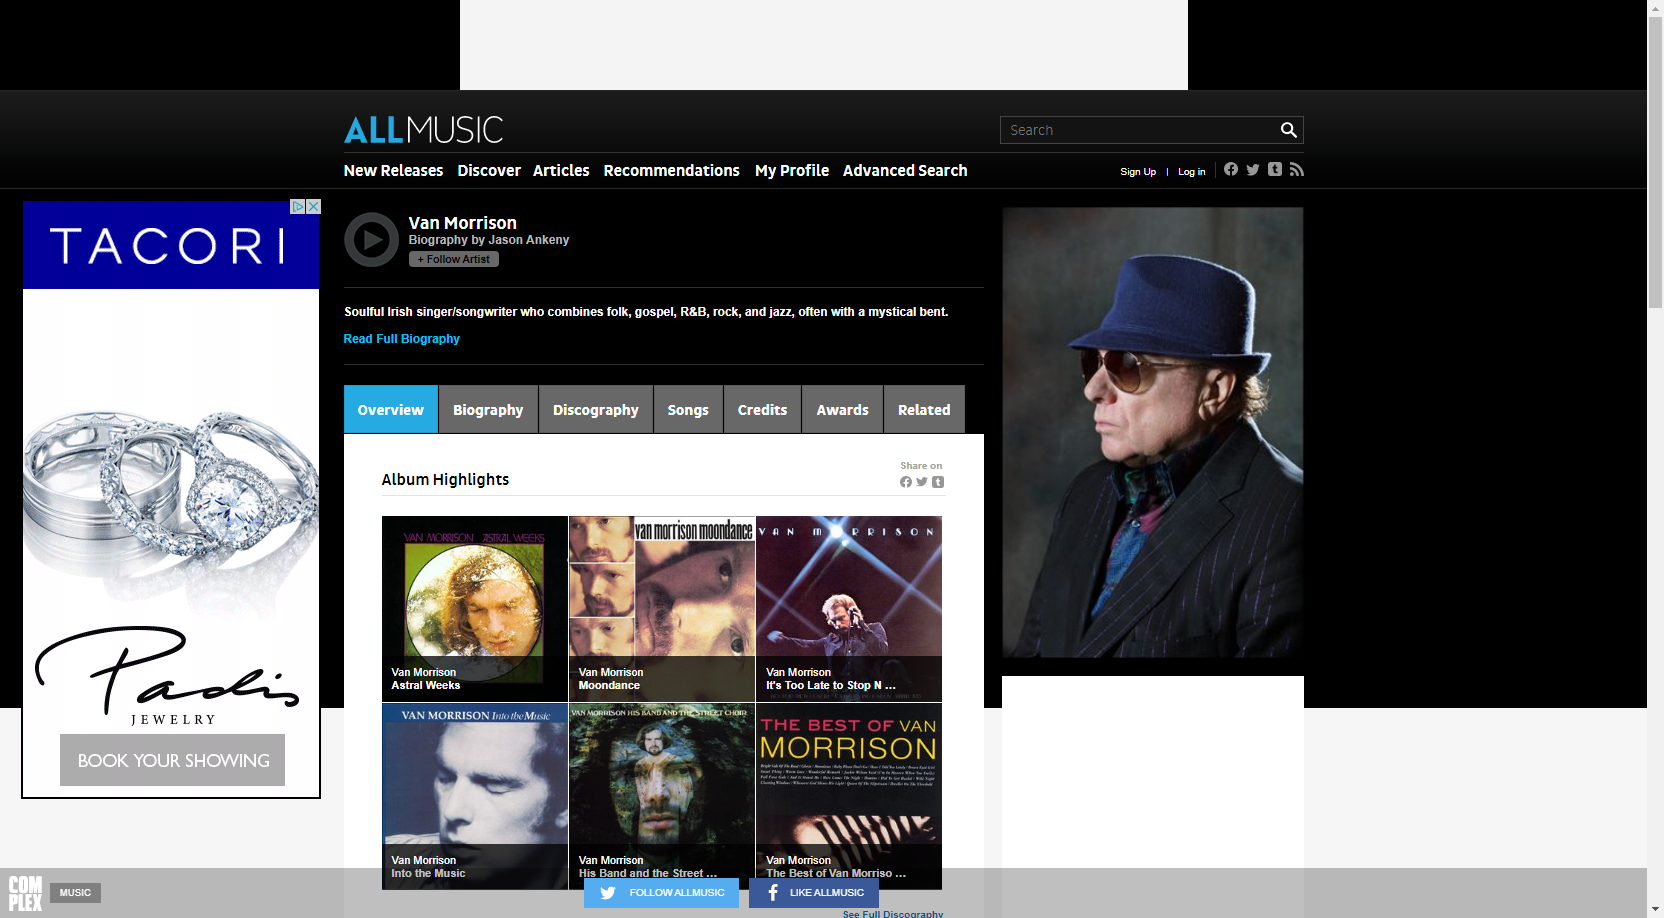 ALLMUSIC
Search
New Releases Discover Articles Recommendations My Profile Advanced Search
Sign Up | Log in
TACORI
Padis
JEWELRY
BOOK YOUR SHOWING
Van Morrison
Biography by Jason Ankeny
+ Follow Artist
Soulful Irish singer/songwriter who combines folk, gospel, R&B, rock, and jazz, often with a mystical bent.
Read Full Biography
Overview Biography Discography Songs Credits Awards Related
Album Highlights
Share on
VAN MORRISON ASTRAL WEEKS
Van Morrison
Astral Weeks
van morrison moondance
Van Morrison
Moondance
VAN MORRISON
Van Morrison
It's Too Late to Stop N ...
VAN MORRISON Into the Music
Van Morrison
Into the Music
VAN MORRISON HIS BAND AND THE STREET CHOIR
Van Morrison
His Band and the Street ...
THE BEST OF VAN
MORRISON
Van Morrison
The Best of Van Morriso ...
See Full Discography
COMPLEX
MUSIC
FOLLOW ALLMUSIC
LIKE ALLMUSIC